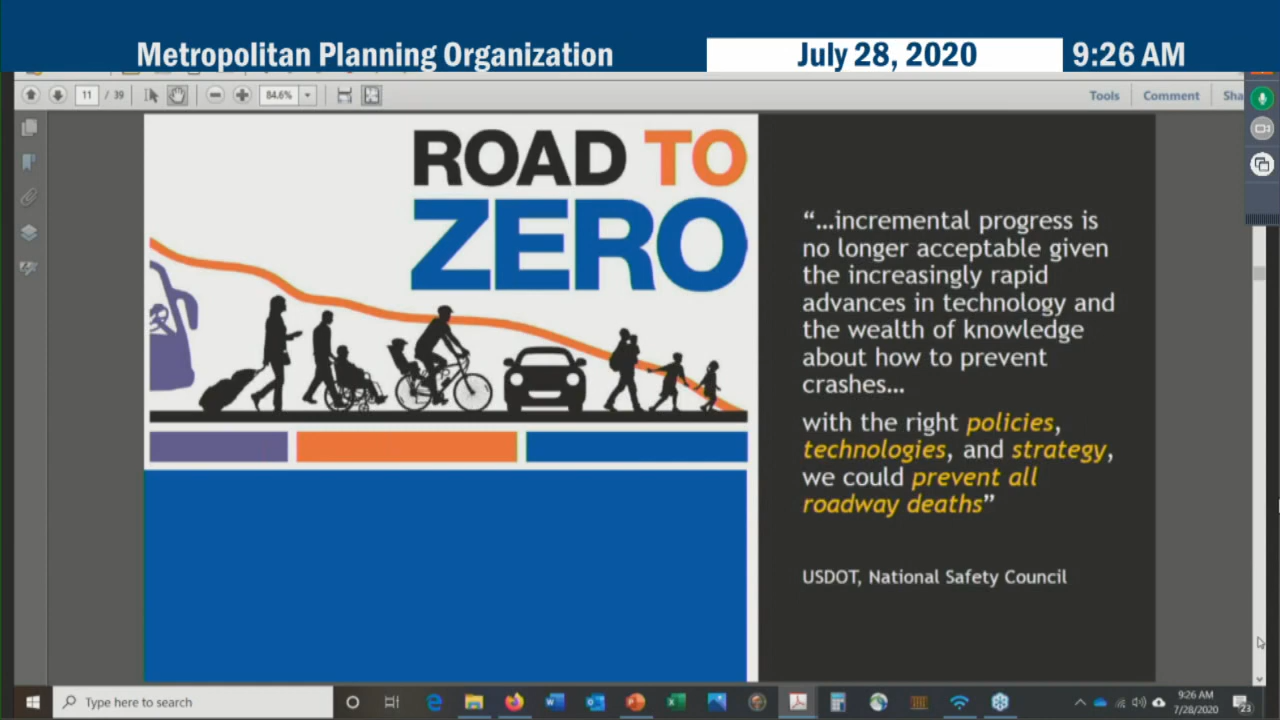 Metropolitan Planning Organization
July 28, 2020
9:26 AM
11 / 39
84.6%
Tools
Comment
Sha
ROAD TO
ZERO
“...incremental progress is
no longer acceptable given
the increasingly rapid
advances in technology and
the wealth of knowledge
about how to prevent
crashes...
with the right policies,
technologies, and strategy,
we could prevent all
roadway deaths”
USDOT, National Safety Council
Type here to search
9:26 AM
7/28/2020
23